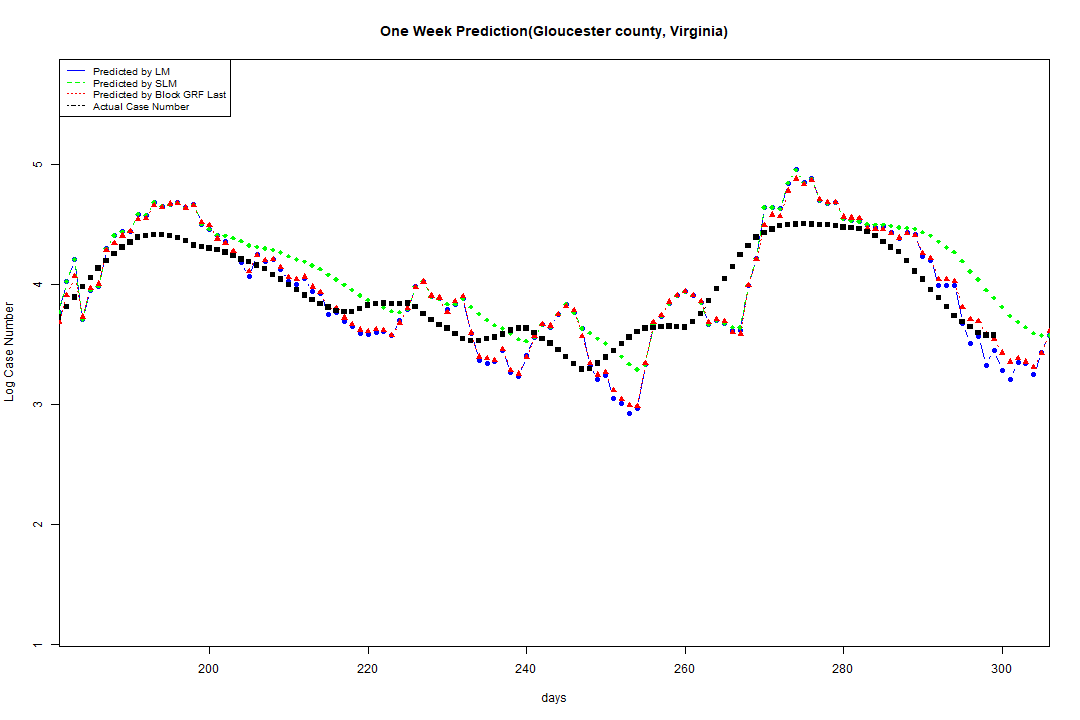 One Week Prediction(Gloucester county, Virginia)
Predicted by LM
Predicted by SLM
Predicted by Block GRF Last
Actual Case Number
5
4
3
2
1
Log Case Number
200 220 240 260 280 300
days